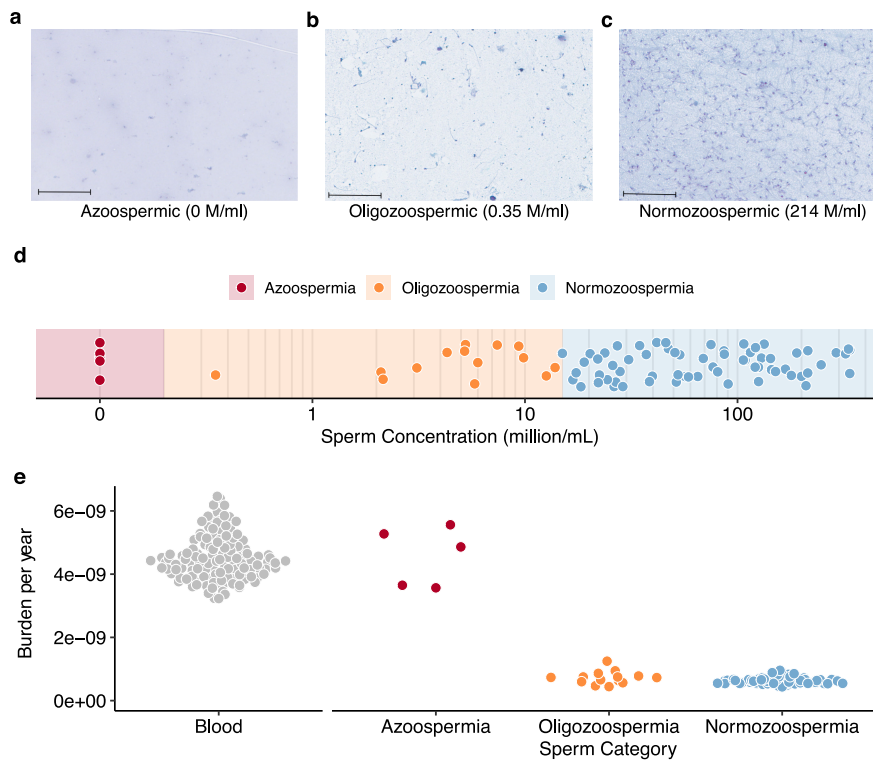 a
b
c
Azoospermic (0 M/ml)
Oligozoospermic (0.35 M/ml)
Normozoospermic (214 M/ml)
d
Azoospermia
Oligozoospermia
Normozoospermia
0
1
10
100
Sperm Concentration (million/mL)
e
Burden per year
6e−09
4e−09
2e−09
0e+00
Blood
Azoospermia
Oligozoospermia
Normozoospermia
Sperm Category